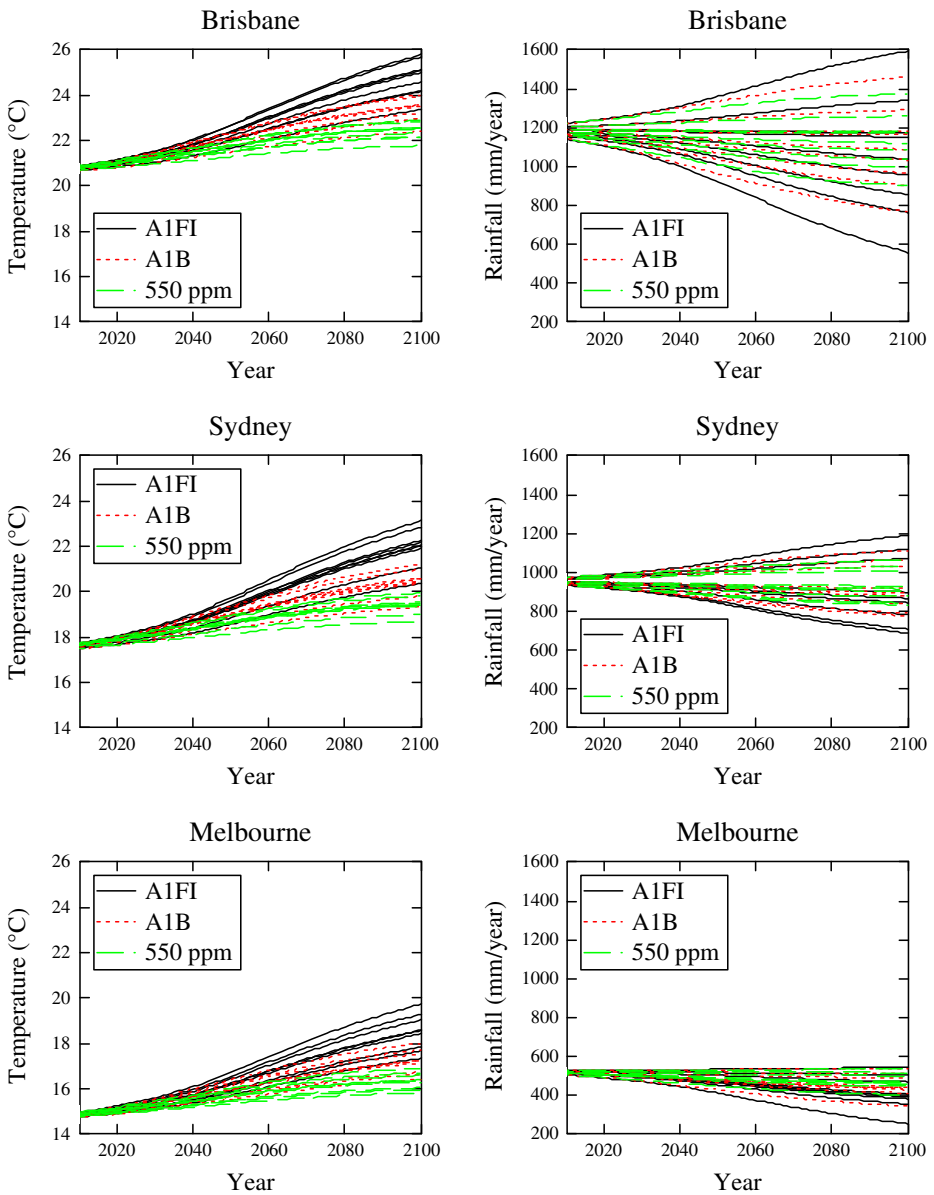 Brisbane
Temperature (°C)
26
24
22
20
18
16
14
A1FI
A1B
550 ppm
2020 2040 2060 2080 2100
Year
Brisbane
Rainfall (mm/year)
1600
1400
1200
1000
800
600
400
200
A1FI
A1B
550 ppm
2020 2040 2060 2080 2100
Year
Sydney
Temperature (°C)
26
24
22
20
18
16
14
A1FI
A1B
550 ppm
2020 2040 2060 2080 2100
Year
Sydney
Rainfall (mm/year)
1600
1400
1200
1000
800
600
400
200
A1FI
A1B
550 ppm
2020 2040 2060 2080 2100
Year
Melbourne
Temperature (°C)
26
24
22
20
18
16
14
A1FI
A1B
550 ppm
2020 2040 2060 2080 2100
Year
Melbourne
Rainfall (mm/year)
1600
1400
1200
1000
800
600
400
200
A1FI
A1B
550 ppm
2020 2040 2060 2080 2100
Year